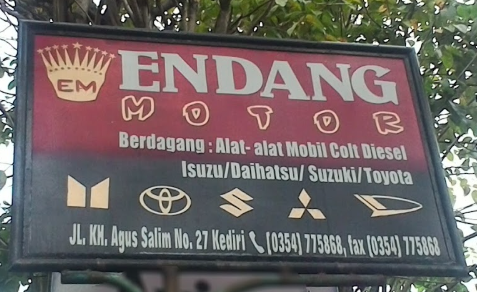 EM
ENDANG
MOTOR
Berdagang : Alat- alat Mobil Colt Diesel
Isuzu/Daihatsu/ Suzuki/Toyota
JL. KH. Agus Salim No. 27 Kediri (0354) 775868, fax (0354) 775868